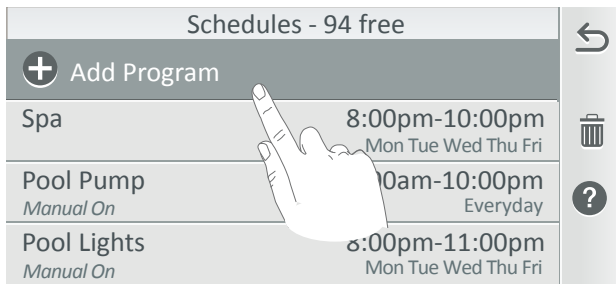 Schedules - 94 free
Add Program
Spa 8:00pm-10:00pm
Mon Tue Wed Thu Fri
Pool Pump 00am-10:00pm
Manual On Everyday
Pool Lights 8:00pm-11:00pm
Manual On Mon Tue Wed Thu Fri
?